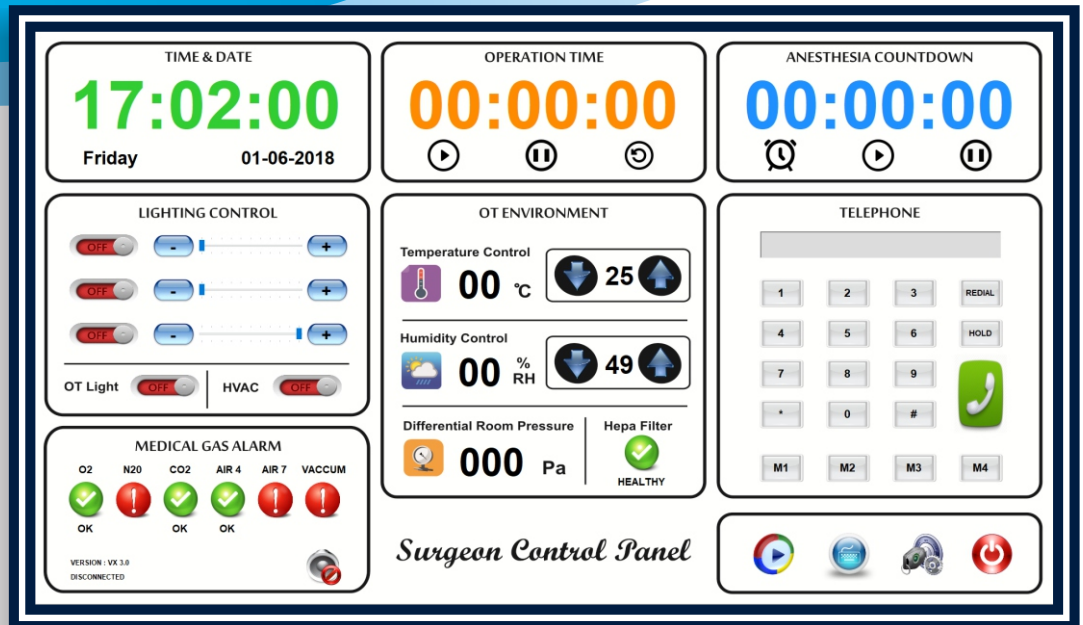 TIME & DATE
17:02:00
Friday 01-06-2018
OPERATION TIME
00:00:00
ANESTHESIA COUNTDOWN
00:00:00
LIGHTING CONTROL
OFF - +
OFF - +
OFF - +
OT Light OFF HVAC OFF
OT ENVIRONMENT
Temperature Control
00 °C 25
Humidity Control
00 % RH 49
Differential Room Pressure
000 Pa
Hepa Filter
HEALTHY
TELEPHONE
1 2 3 REDIAL
4 5 6 HOLD
7 8 9
* 0 #
M1 M2 M3 M4
MEDICAL GAS ALARM
O2 N20 CO2 AIR 4 AIR 7 VACCUM
OK OK OK
VERSION : VX 3.0
DISCONNECTED
Surgeon Control Panel